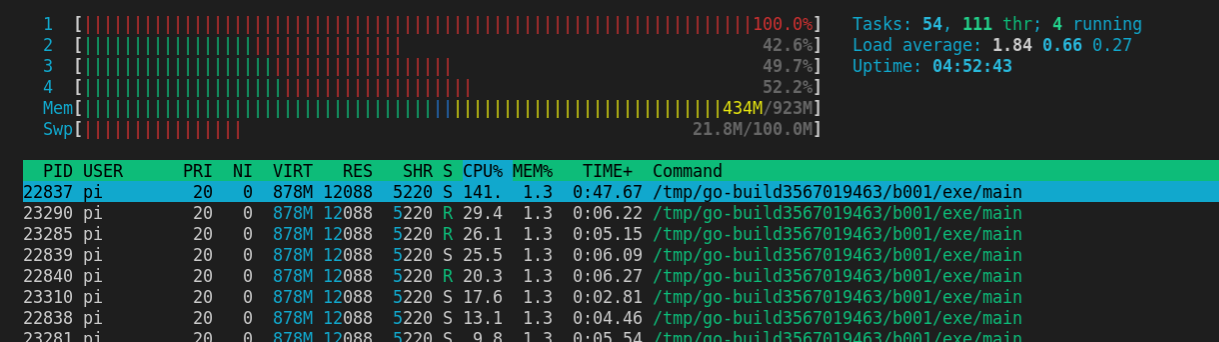 1 [100.0%] Tasks: 54, 111 thr; 4 running
2 [42.6%] Load average: 1.84 0.66 0.27
3 [49.7%] Uptime: 04:52:43
4 [52.2%]
Mem[434M/923M]
Swp[21.8M/100.0M]
PID USER PRI NI VIRT RES SHR S CPU% MEM% TIME+ Command
22837 pi 20 0 878M 12088 5220 S 141. 1.3 0:47.67 /tmp/go-build3567019463/b001/exe/main
23290 pi 20 0 878M 12088 5220 R 29.4 1.3 0:06.22 /tmp/go-build3567019463/b001/exe/main
23285 pi 20 0 878M 12088 5220 R 26.1 1.3 0:05.15 /tmp/go-build3567019463/b001/exe/main
22839 pi 20 0 878M 12088 5220 S 25.5 1.3 0:06.09 /tmp/go-build3567019463/b001/exe/main
22840 pi 20 0 878M 12088 5220 R 20.3 1.3 0:06.27 /tmp/go-build3567019463/b001/exe/main
23310 pi 20 0 878M 12088 5220 S 17.6 1.3 0:02.81 /tmp/go-build3567019463/b001/exe/main
22838 pi 20 0 878M 12088 5220 S 13.1 1.3 0:04.46 /tmp/go-build3567019463/b001/exe/main
23281 pi 20 0 878M 12088 5220 S 9.8 1.3 0:05.54 /tmp/go-build3567019463/b001/exe/main